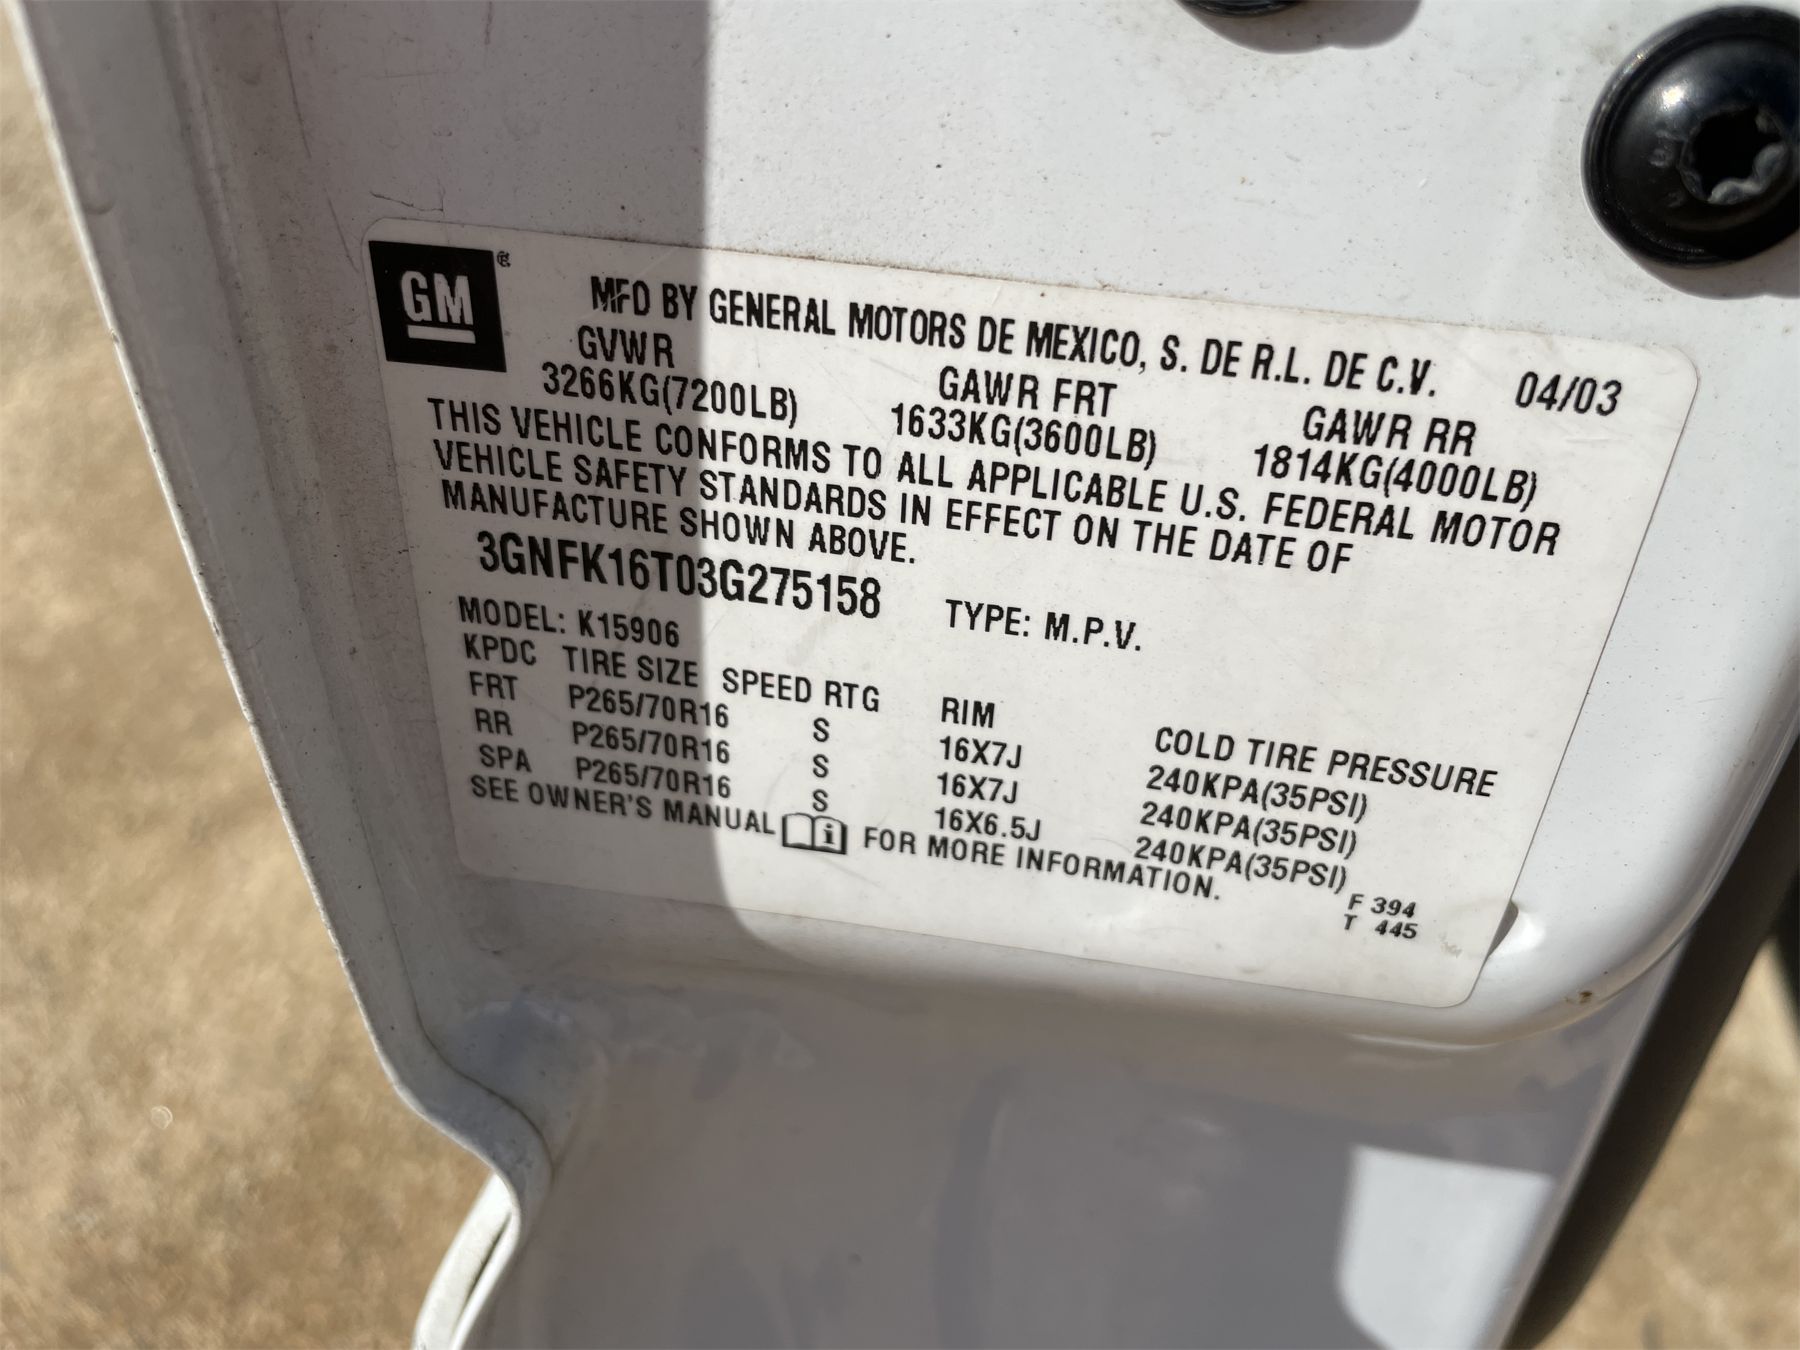 GM®
MFD BY GENERAL MOTORS DE MEXICO, S. DE R.L. DE C.V. 04/03
GVWR GAWR FRT GAWR RR
3266KG(7200LB) 1633KG(3600LB) 1814KG(4000LB)
THIS VEHICLE CONFORMS TO ALL APPLICABLE U.S. FEDERAL MOTOR
VEHICLE SAFETY STANDARDS IN EFFECT ON THE DATE OF
MANUFACTURE SHOWN ABOVE.
3GNFK16T03G275158 TYPE: M.P.V.
MODEL: K15906
KPDC TIRE SIZE SPEED RTG RIM COLD TIRE PRESSURE
FRT P265/70R16 S 16X7J 240KPA(35PSI)
RR P265/70R16 S 16X7J 240KPA(35PSI)
SPA P265/70R16 S 16X6.5J 240KPA(35PSI)
SEE OWNER'S MANUAL FOR MORE INFORMATION.
F 394
T 445